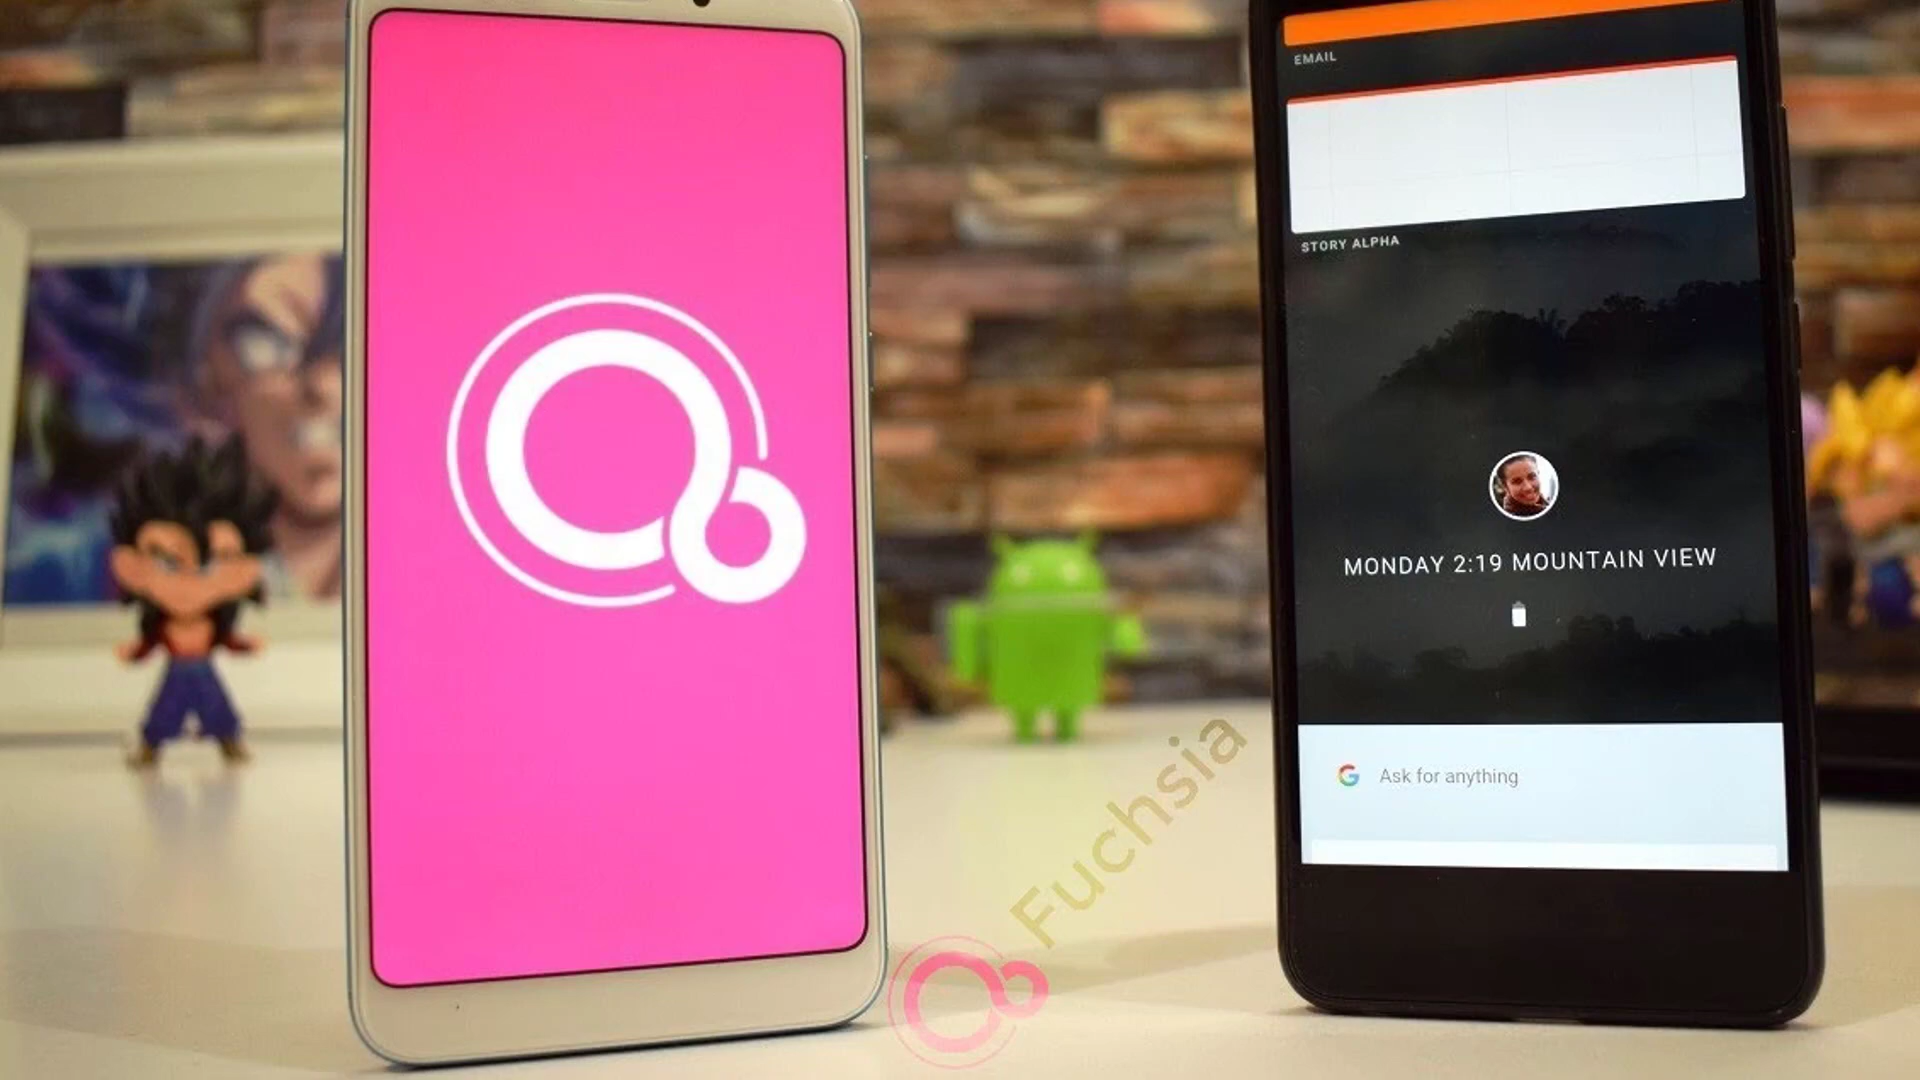 EMAIL
STORY ALPHA
MONDAY 2:19 MOUNTAIN VIEW
Ask for anything
Fuchsia